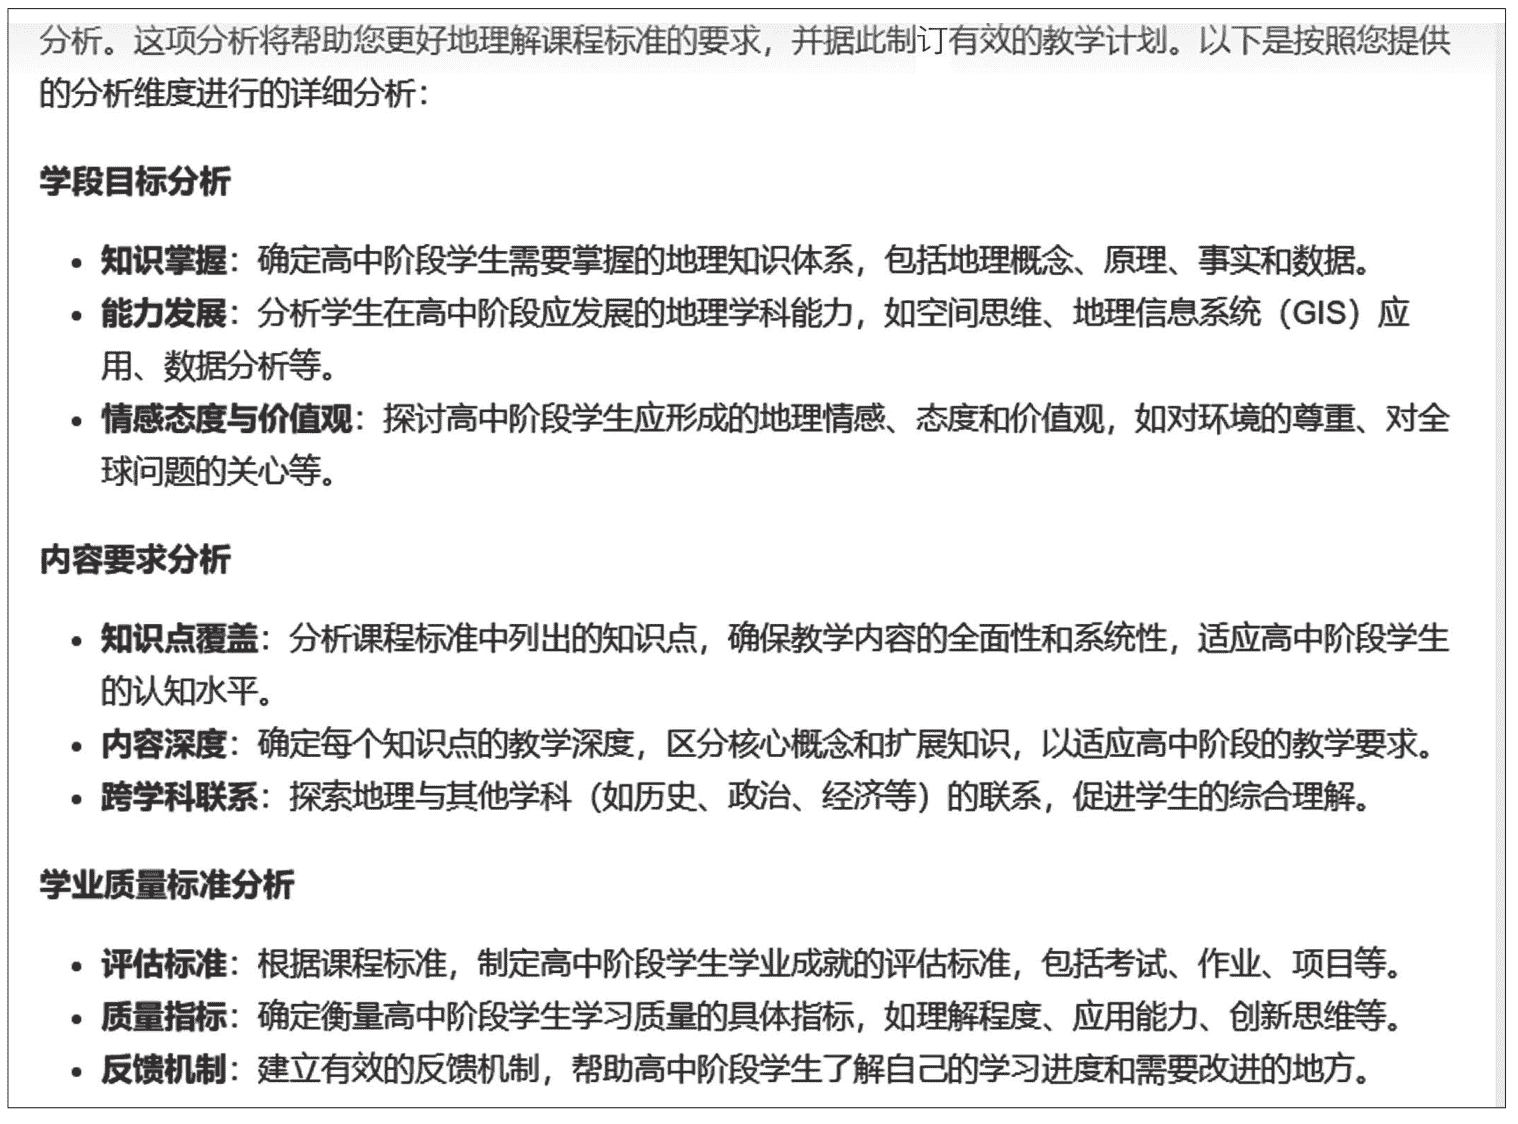 分析。这项分析将帮助您更好地理解课程标准的要求，并据此制订有效的教学计划。以下是按照您提供
的分析维度进行的详细分析：
学段目标分析
• 知识掌握：确定高中阶段学生需要掌握的地理知识体系，包括地理概念、原理、事实和数据。
• 能力发展：分析学生在高中阶段应发展的地理学科能力，如空间思维、地理信息系统（GIS）应
用、数据分析等。
• 情感态度与价值观：探讨高中阶段学生应形成的地理情感、态度和价值观，如对环境的尊重、对全
球问题的关心等。
内容要求分析
• 知识点覆盖：分析课程标准中列出的知识点，确保教学内容的全面性和系统性，适应高中阶段学生
的认知水平。
• 内容深度：确定每个知识点的教学深度，区分核心概念和扩展知识，以适应高中阶段的教学要求。
• 跨学科联系：探索地理与其他学科（如历史、政治、经济等）的联系，促进学生的综合理解。
学业质量标准分析
• 评估标准：根据课程标准，制定高中阶段学生学业成就的评估标准，包括考试、作业、项目等。
• 质量指标：确定衡量高中阶段学生学习质量的具体指标，如理解程度、应用能力、创新思维等。
• 反馈机制：建立有效的反馈机制，帮助高中阶段学生了解自己的学习进度和需要改进的地方。